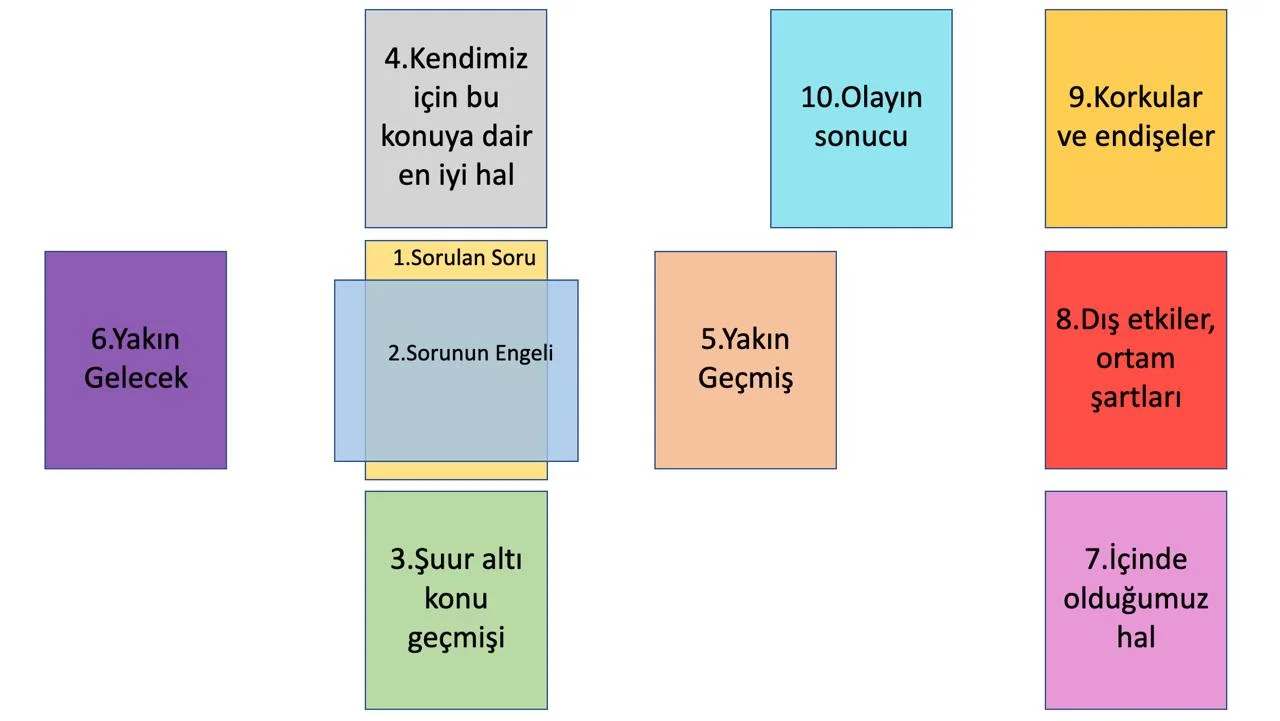 4.Kendimiz
için bu
konuya dair
en iyi hal
10.Olayın
sonucu
9.Korkular
ve endişeler
1.Sorulan Soru
2.Sorunun Engeli
6.Yakın
Gelecek
5.Yakın
Geçmiş
8.Dış etkiler,
ortam
şartları
3.Şuur altı
konu
geçmişi
7.İçinde
olduğumuz
hal